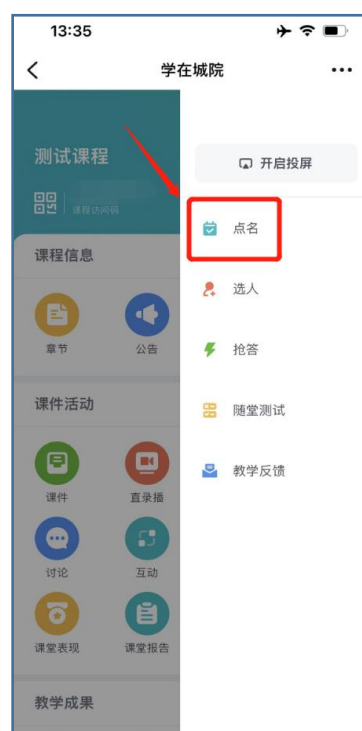 13:35
学在城院
测试课程
课程访问码
开启投屏
点名
选人
抢答
随堂测试
教学反馈
课程信息
章节
公告
课件活动
课件
直录播
讨论
互动
课堂表现
课堂报告
教学成果